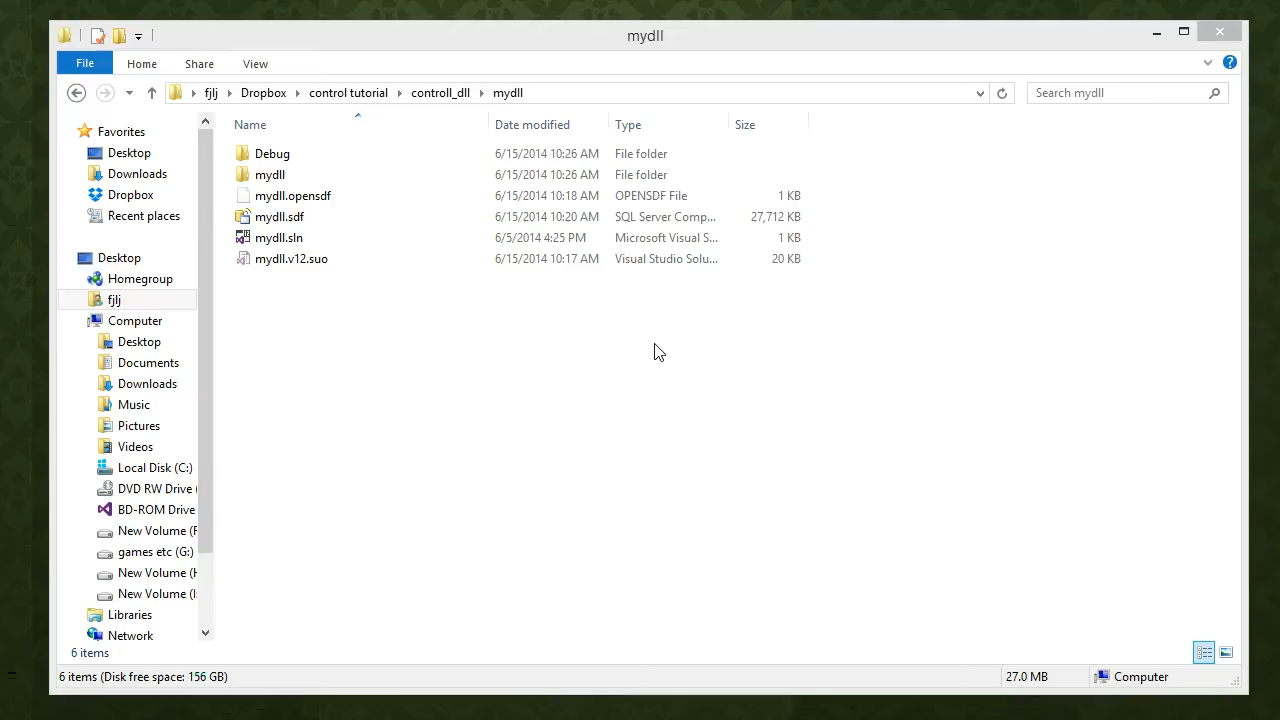 mydll
File Home Share View
fjlj Dropbox control tutorial controll_dll mydll Search mydll
Name Date modified Type Size
Favorites
Desktop
Downloads
Dropbox
Recent places
Desktop
Homegroup
fjlj
Computer
Desktop
Documents
Downloads
Music
Pictures
Videos
Local Disk (C:)
DVD RW Drive (
BD-ROM Drive
New Volume (F
games etc (G:)
New Volume (H
New Volume (I:
Libraries
Network
Debug 6/15/2014 10:26 AM File folder
mydll 6/15/2014 10:26 AM File folder
mydll.opensdf 6/15/2014 10:18 AM OPENSDF File 1 KB
mydll.sdf 6/15/2014 10:20 AM SQL Server Comp... 27,712 KB
mydll.sln 6/5/2014 4:25 PM Microsoft Visual S... 1 KB
mydll.v12.suo 6/15/2014 10:17 AM Visual Studio Solu... 20 KB
6 items
6 items (Disk free space: 156 GB) 27.0 MB Computer